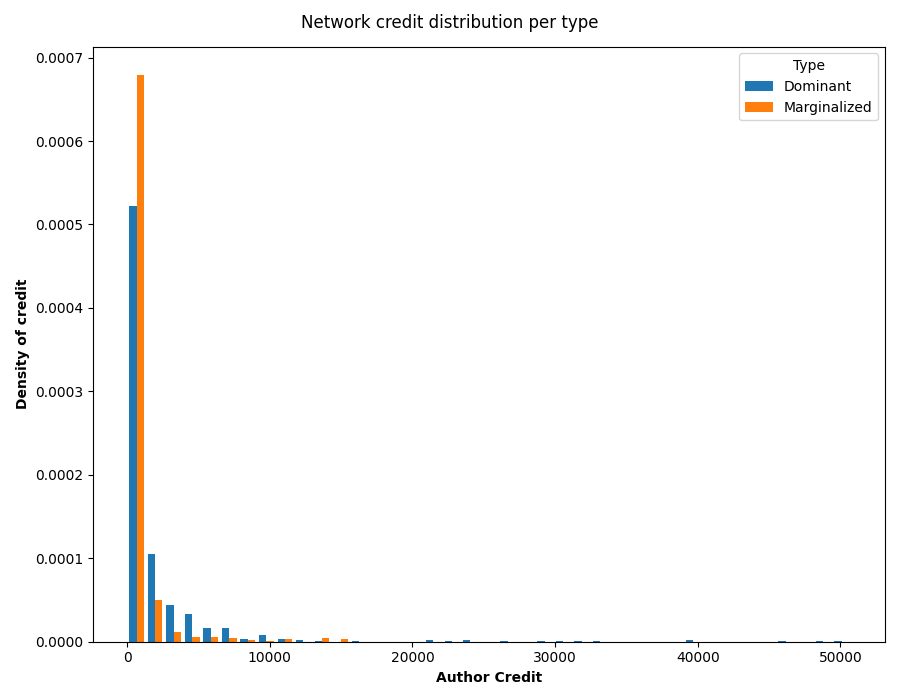 Network credit distribution per type
0.0007
0.0006
0.0005
0.0004
0.0003
0.0002
0.0001
0.0000
Density of credit
Type
Dominant
Marginalized
0
10000
20000
30000
40000
50000
Author Credit